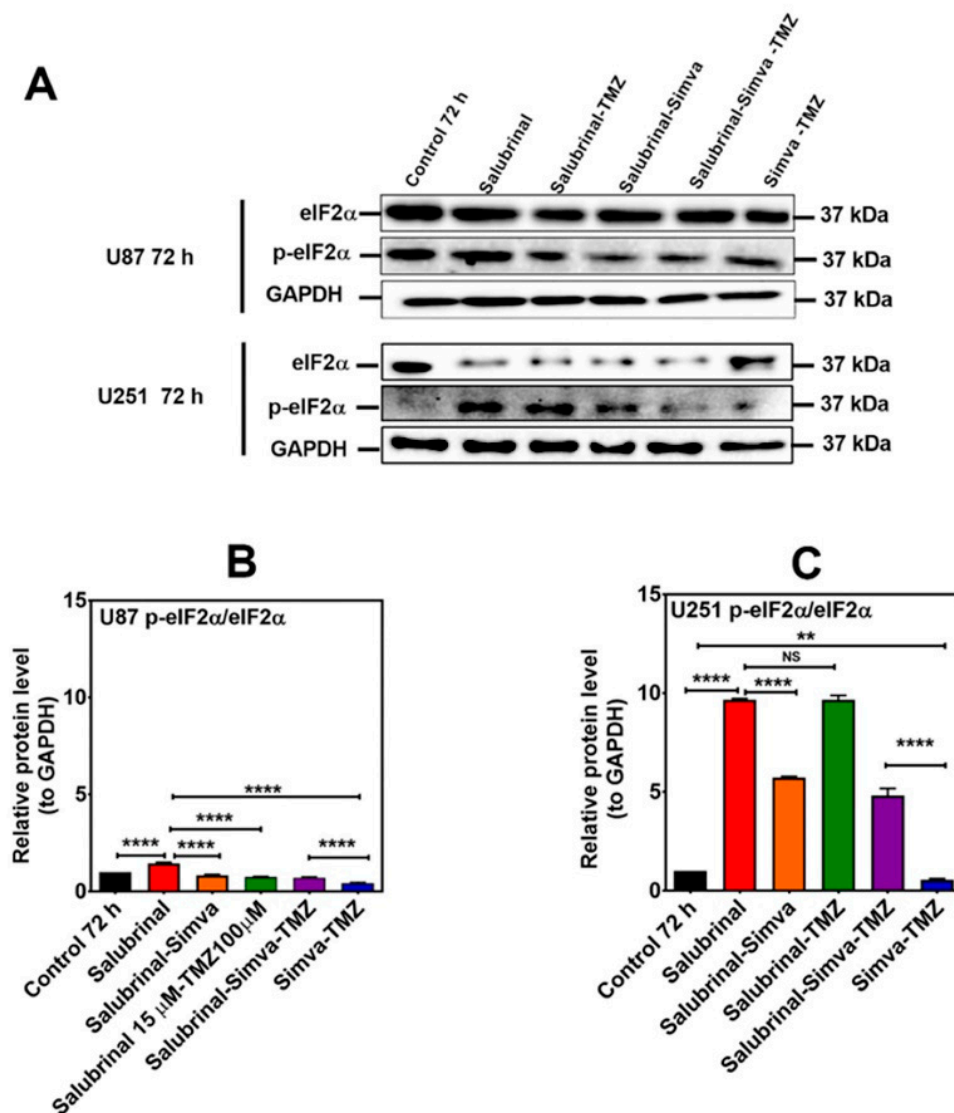 A
Control 72 h
Salubrinal
Salubrinal-TMZ
Salubrinal-Simva
Salubrinal-Simva -TMZ
Simva -TMZ
U87 72 h
eIF2α
37 kDa
p-eIF2α
37 kDa
GAPDH
37 kDa
U251 72 h
eIF2α
37 kDa
p-eIF2α
37 kDa
GAPDH
37 kDa
B
U87 p-eIF2α/eIF2α
Relative protein level
(to GAPDH)
15
10
5
0
****
****
****
****
****
Control 72 h
Salubrinal
Salubrinal-Simva
Salubrinal 15 μM-TMZ100μM
Salubrinal-Simva-TMZ
Simva-TMZ
C
U251 p-eIF2α/eIF2α
Relative protein level
(to GAPDH)
15
10
5
0
**
NS
****
****
****
Control 72 h
Salubrinal
Salubrinal-Simva
Salubrinal-TMZ
Salubrinal-Simva-TMZ
Simva-TMZ